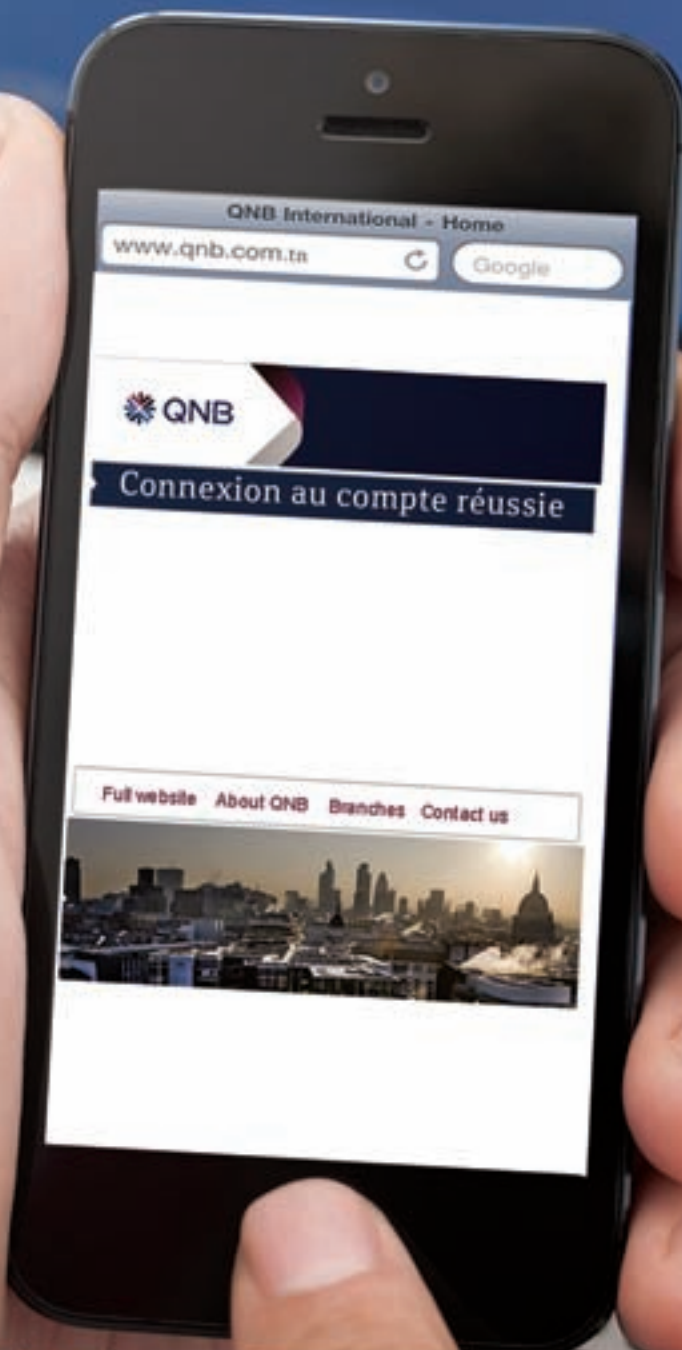 QNB International - Home
www.qnb.com.tn
Google
QNB
Connexion au compte réussie
Full website About QNB Branches Contact us